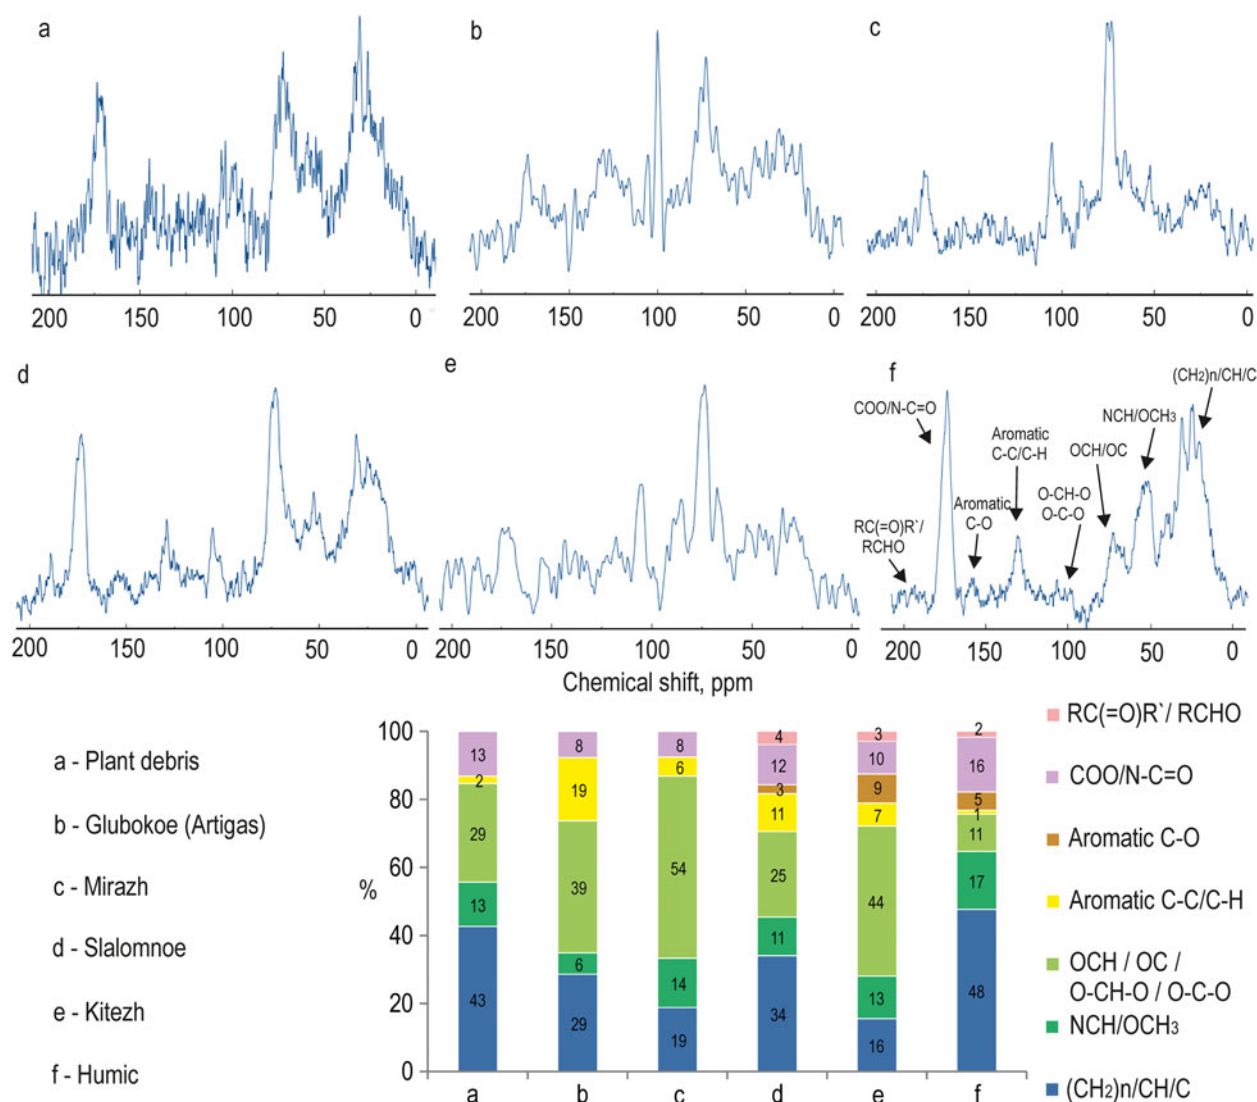 a
b
c
200
150
100
50
0
200
150
100
50
0
200
150
100
50
0
d
e
f
COO/N-C=O
RC(=O)R`/
RCHO
Aromatic
C-O
Aromatic
C-C/C-H
O-CH-O
O-C-O
OCH/OC
NCH/OCH3
(CH2)n/CH/C
200
150
100
50
0
200
150
100
50
0
200
150
100
50
0
Chemical shift, ppm
a - Plant debris
b - Glubokoe (Artigas)
c - Mirazh
d - Slalomnoe
e - Kitezh
f - Humic
%
100
80
60
40
20
0
13
2
29
13
43
8
19
39
6
29
8
6
54
14
19
4
12
3
11
25
11
34
3
10
9
7
44
13
16
2
16
5
1
11
17
48
a
b
c
d
e
f
RC(=O)R`/ RCHO
COO/N-C=O
Aromatic C-O
Aromatic C-C/C-H
OCH / OC /
O-CH-O / O-C-O
NCH/OCH3
(CH2)n/CH/C